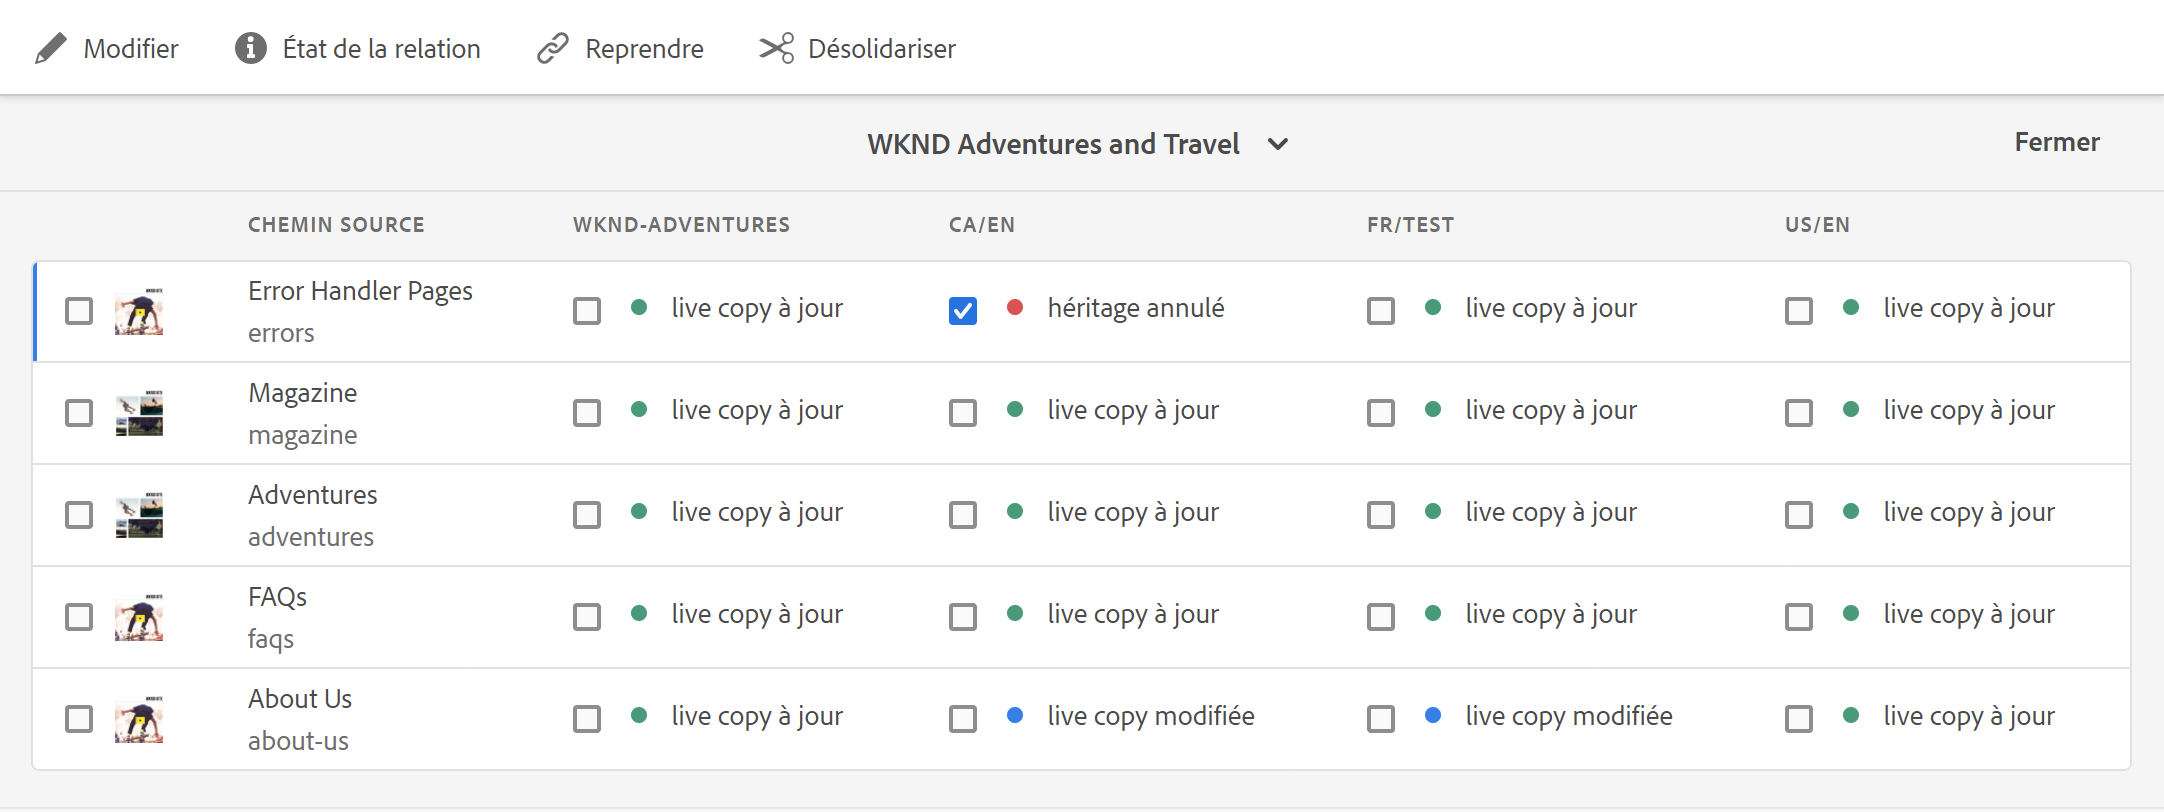 Modifier État de la relation Reprendre Désolidariser
WKND Adventures and Travel Fermer
CHEMIN SOURCE WKND-ADVENTURES CA/EN FR/TEST US/EN
Error Handler Pages
errors
live copy à jour héritage annulé live copy à jour live copy à jour
Magazine
magazine
live copy à jour live copy à jour live copy à jour live copy à jour
Adventures
adventures
live copy à jour live copy à jour live copy à jour live copy à jour
FAQs
faqs
live copy à jour live copy à jour live copy à jour live copy à jour
About Us
about-us
live copy à jour live copy modifiée live copy modifiée live copy à jour